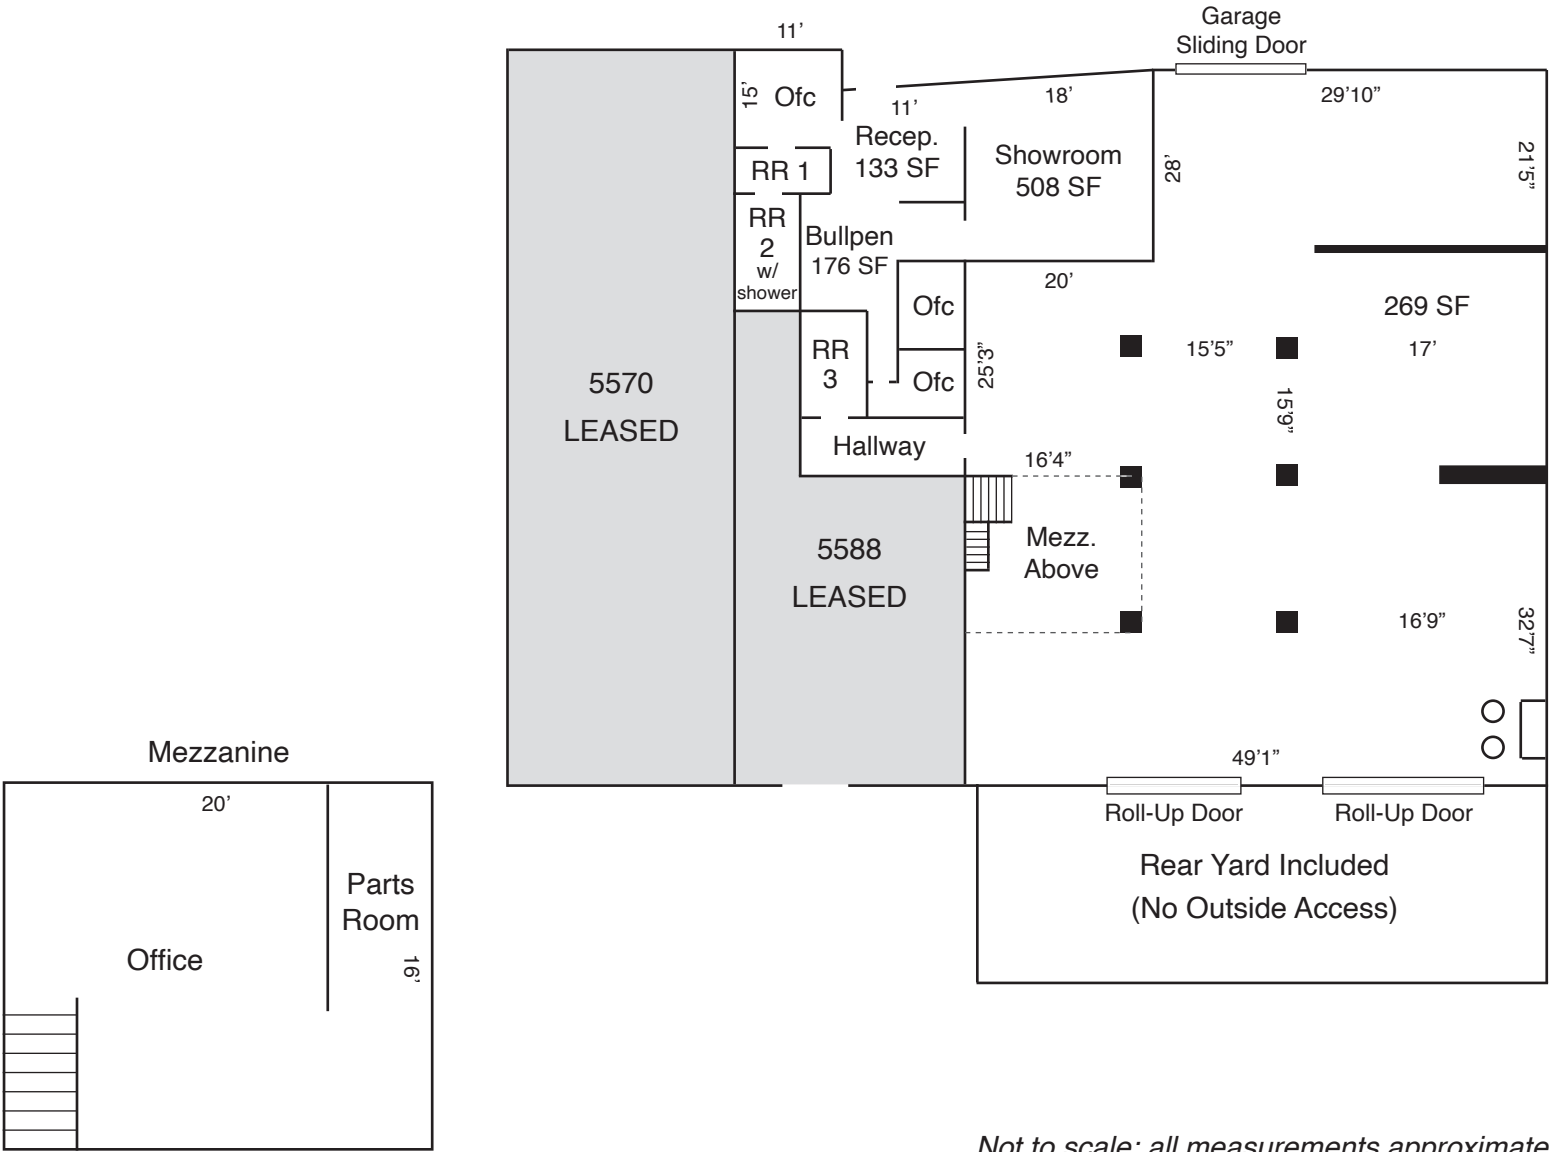 Garage
Sliding Door
11’
15’
Ofc
11’
18’
29’10”
Recep.
133 SF
Showroom
508 SF
28’
21’5”
RR 1
RR
2
w/
shower
Bullpen
176 SF
20’
Ofc
269 SF
15’5”
17’
RR
3
Ofc
25’3”
15’9”
5570
LEASED
Hallway
16’4”
5588
LEASED
Mezz.
Above
16’9”
32’7”
49’1”
Roll-Up Door
Roll-Up Door
Rear Yard Included
(No Outside Access)
Mezzanine
20’
Parts
Room
16’
Office
Not to scale; all measurements approximate